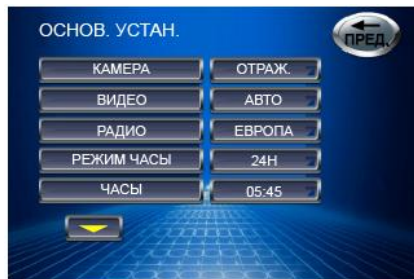 ОСНОВ. УСТАН.
ПРЕД.
КАМЕРА ОТРАЖ.
ВИДЕО АВТО
РАДИО ЕВРОПА
РЕЖИМ ЧАСЫ 24H
ЧАСЫ 05:45